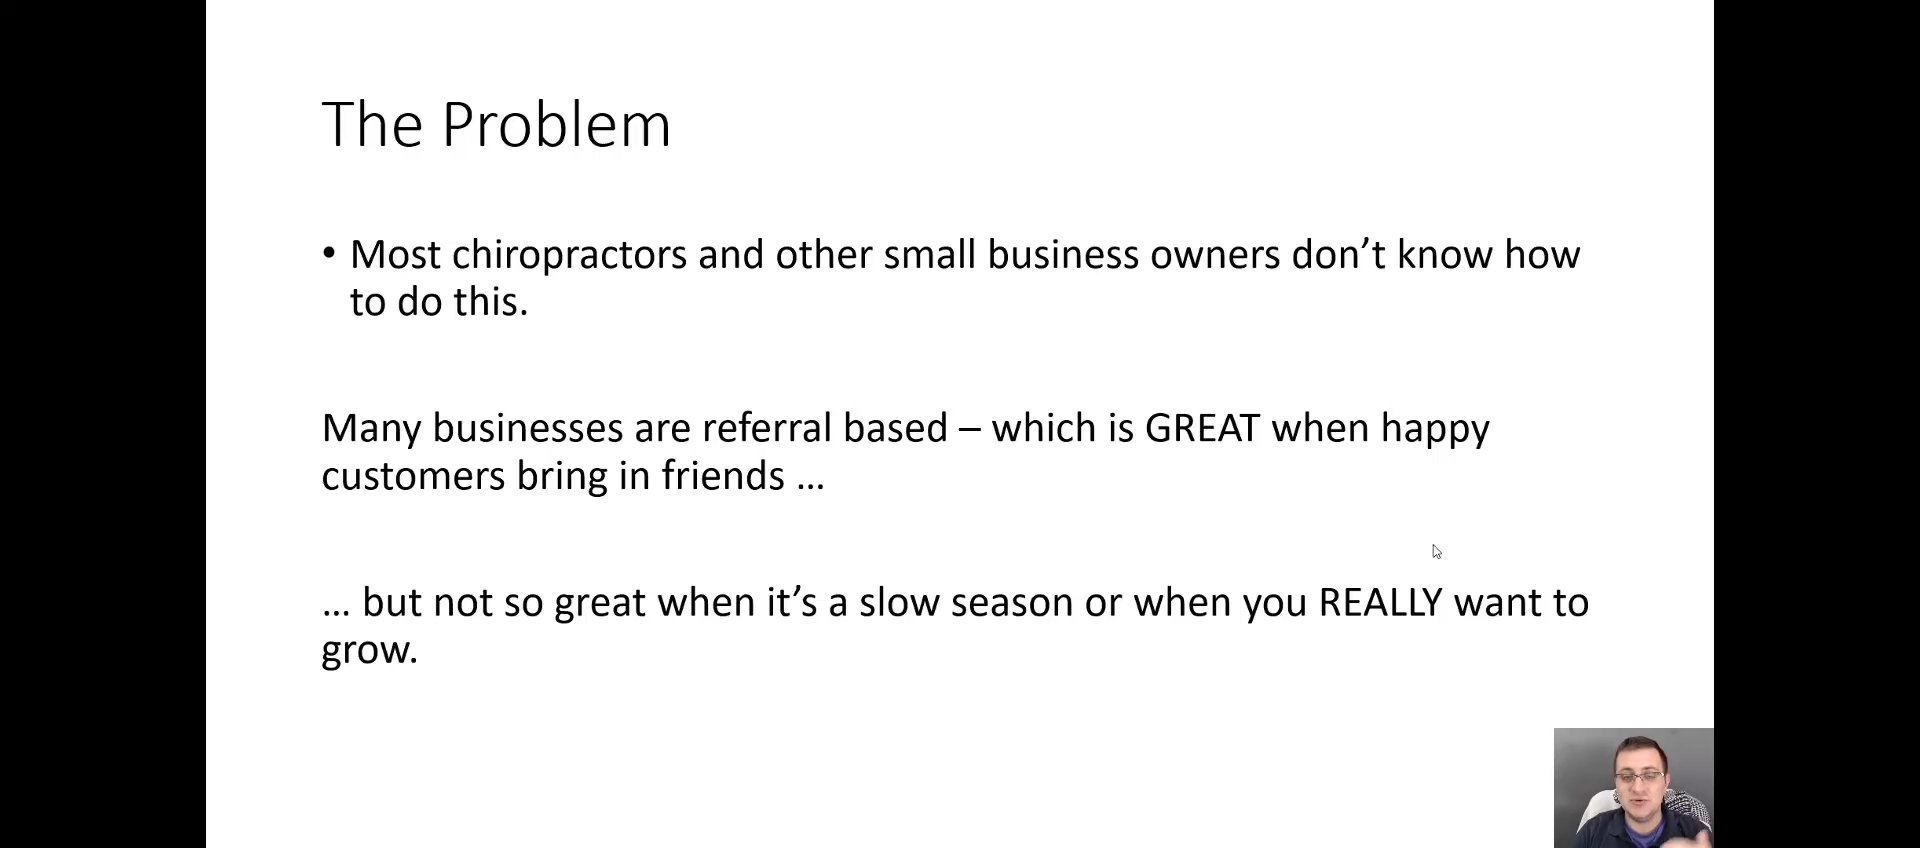 The Problem
• Most chiropractors and other small business owners don’t know how
to do this.
Many businesses are referral based – which is GREAT when happy
customers bring in friends …
… but not so great when it’s a slow season or when you REALLY want to
grow.